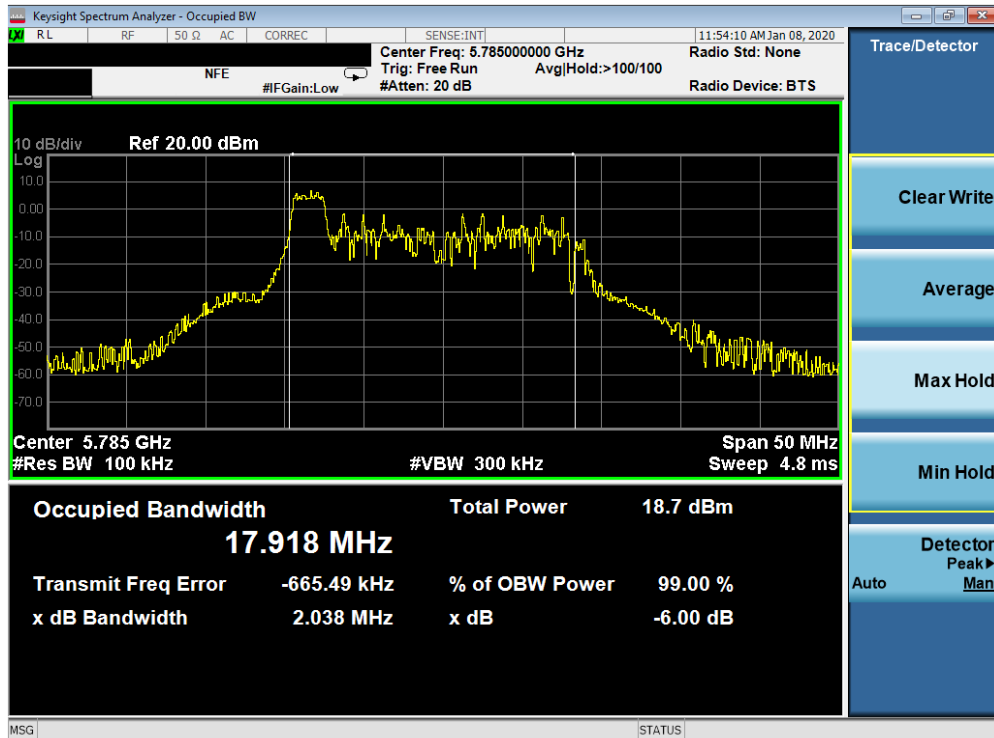 Keysight Spectrum Analyzer - Occupied BW
LXI RL RF 50 Ω AC CORREC SENSE:INT 11:54:10 AM Jan 08, 2020
Center Freq: 5.785000000 GHz Radio Std: None
Trig: Free Run Avg|Hold:>100/100
NFE #IFGain:Low #Atten: 20 dB Radio Device: BTS
10 dB/div Ref 20.00 dBm
Log
10.0
0.00
-10.0
-20.0
-30.0
-40.0
-50.0
-60.0
-70.0
Center 5.785 GHz Span 50 MHz
#Res BW 100 kHz #VBW 300 kHz Sweep 4.8 ms
Occupied Bandwidth Total Power 18.7 dBm
17.918 MHz
Transmit Freq Error -665.49 kHz % of OBW Power 99.00 %
x dB Bandwidth 2.038 MHz x dB -6.00 dB
MSG STATUS
Trace/Detector
Clear Write
Average
Max Hold
Min Hold
Detector
Peak▶
Auto Man